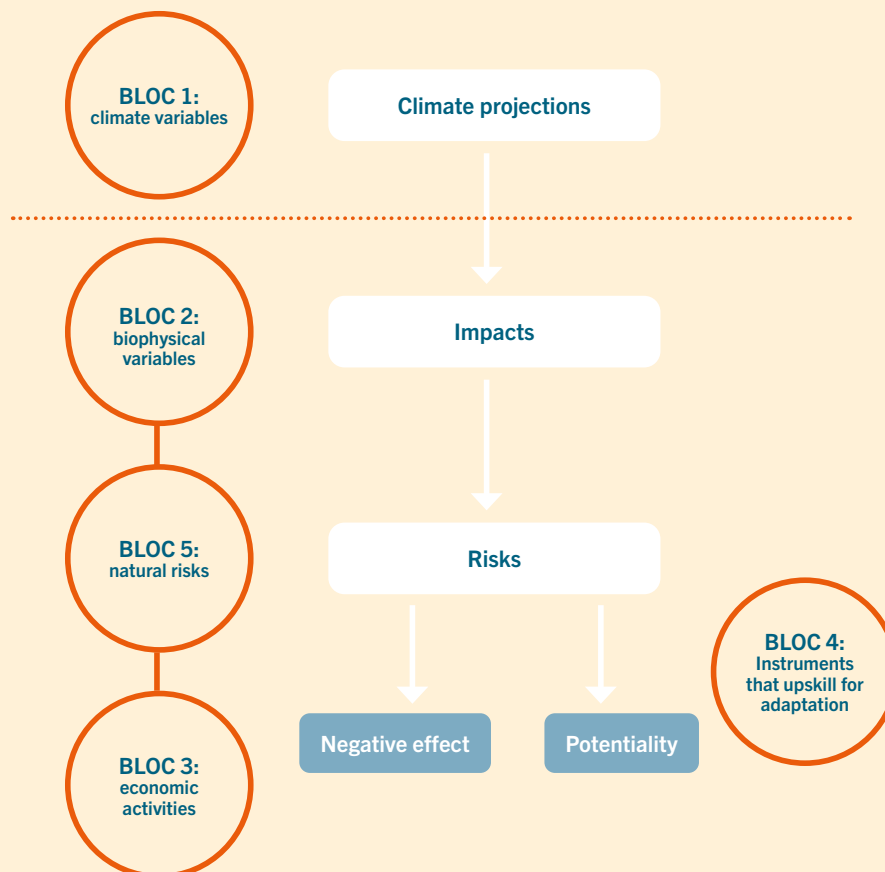 BLOC 1:
climate variables
Climate projections
BLOC 2:
biophysical
variables
Impacts
BLOC 5:
natural risks
Risks
BLOC 4:
Instruments
that upskill for
adaptation
Negative effect
Potentiality
BLOC 3:
economic
activities